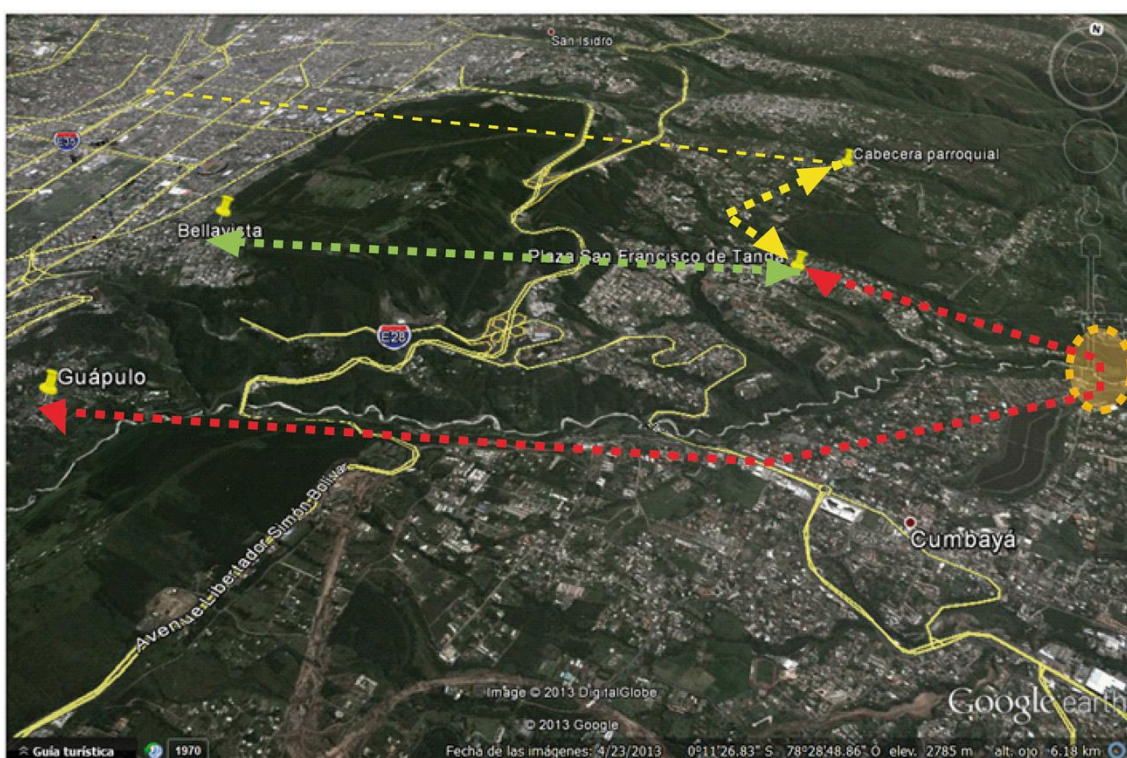 N
San Isidro
E35
Cabecera parroquial
Bellavista
Plaza San Francisco de Tanda
E28
Guápulo
Avenue Libertador Simón Bolívar
Cumbayá
Image © 2013 DigitalGlobe
Google earth
© 2013 Google
Guía turística
1970
Fecha de las imágenes: 4/23/2013 0°11'26.83" S 78°28'48.86" O elev. 2785 m alt. ojo 6.18 km